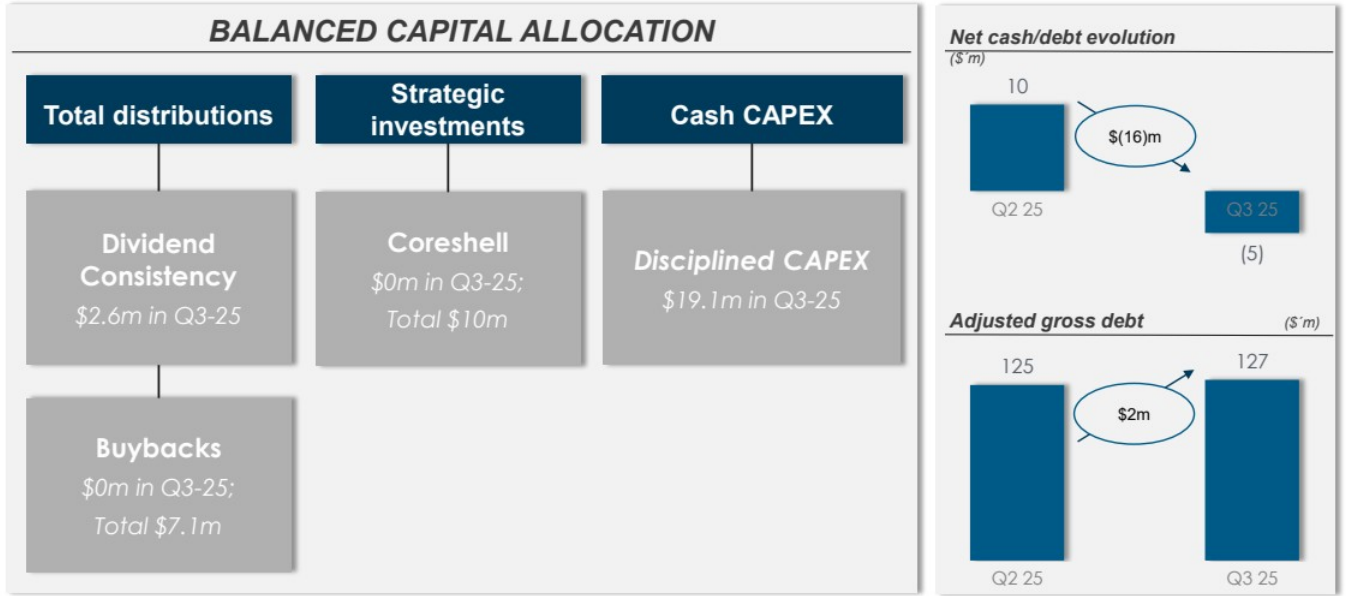 BALANCED CAPITAL ALLOCATION
Total distributions
Dividend
Consistency
$2.6m in Q3-25
Buybacks
$0m in Q3-25;
Total $7.1m
Strategic
investments
Coreshell
$0m in Q3-25;
Total $10m
Cash CAPEX
Disciplined CAPEX
$19.1m in Q3-25
Net cash/debt evolution
($´m)
10
$(16)m
Q2 25
Q3 25
(5)
Adjusted gross debt ($´m)
125
127
$2m
Q2 25
Q3 25